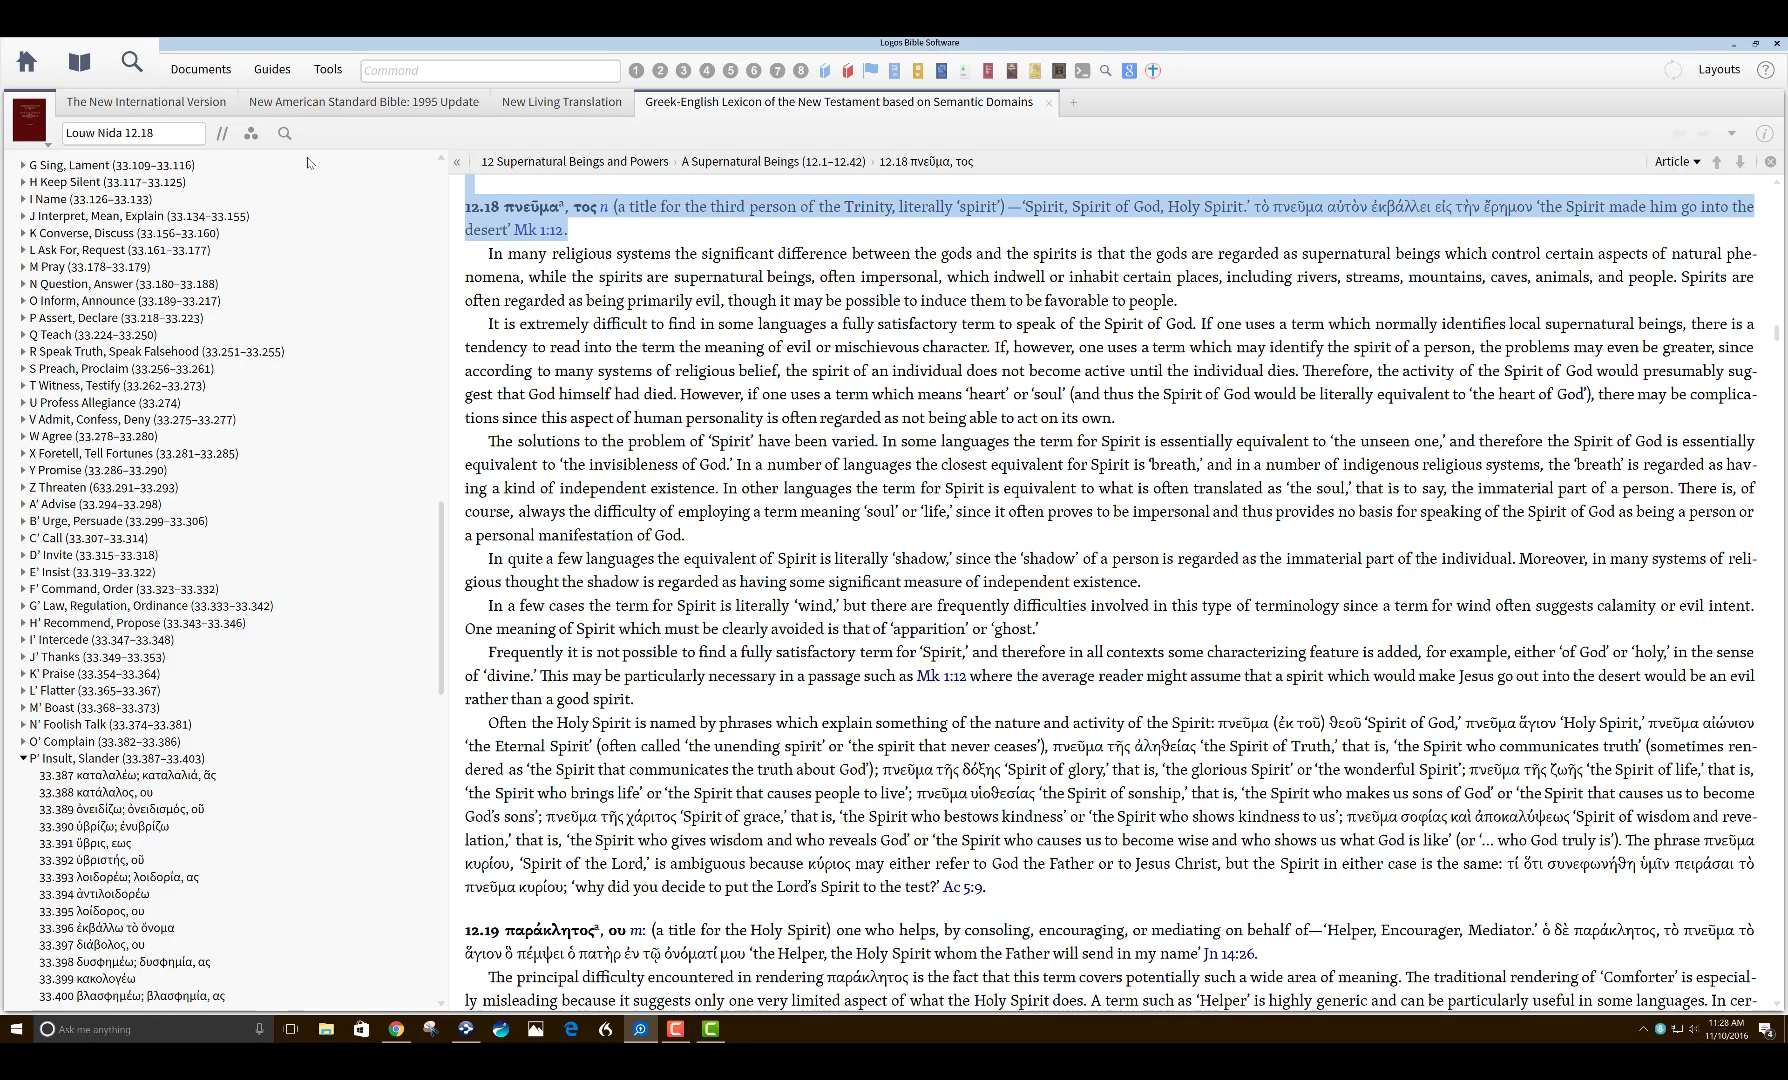 Logos Bible Software
Documents Guides Tools Command 1 2 3 4 5 6 7 8 Layouts
The New International Version New American Standard Bible: 1995 Update New Living Translation Greek-English Lexicon of the New Testament based on Semantic Domains
Louw Nida 12.18
12 Supernatural Beings and Powers › A Supernatural Beings (12.1–12.42) › 12.18 πνεῦμα, τος Article
G Sing, Lament (33.109–33.116)
H Keep Silent (33.117–33.125)
I Name (33.126–33.133)
J Interpret, Mean, Explain (33.134–33.155)
K Converse, Discuss (33.156–33.160)
L Ask For, Request (33.161–33.177)
M Pray (33.178–33.179)
N Question, Answer (33.180–33.188)
O Inform, Announce (33.189–33.217)
P Assert, Declare (33.218–33.223)
Q Teach (33.224–33.250)
R Speak Truth, Speak Falsehood (33.251–33.255)
S Preach, Proclaim (33.256–33.261)
T Witness, Testify (33.262–33.273)
U Profess Allegiance (33.274)
V Admit, Confess, Deny (33.275–33.277)
W Agree (33.278–33.280)
X Foretell, Tell Fortunes (33.281–33.285)
Y Promise (33.286–33.290)
Z Threaten (633.291–33.293)
A’ Advise (33.294–33.298)
B’ Urge, Persuade (33.299–33.306)
C’ Call (33.307–33.314)
D’ Invite (33.315–33.318)
E’ Insist (33.319–33.322)
F’ Command, Order (33.323–33.332)
G’ Law, Regulation, Ordinance (33.333–33.342)
H’ Recommend, Propose (33.343–33.346)
I’ Intercede (33.347–33.348)
J’ Thanks (33.349–33.353)
K’ Praise (33.354–33.364)
L’ Flatter (33.365–33.367)
M’ Boast (33.368–33.373)
N’ Foolish Talk (33.374–33.381)
O’ Complain (33.382–33.386)
P’ Insult, Slander (33.387–33.403)
33.387 καταλαλέω; καταλαλιά, ᾶς
33.388 κατάλαλος, ου
33.389 ὀνειδίζω; ὀνειδισμός, οῦ
33.390 ὑβρίζω; ἐνυβρίζω
33.391 ὕβρις, εως
33.392 ὑβριστής, οῦ
33.393 λοιδορέω; λοιδορία, ας
33.394 ἀντιλοιδορέω
33.395 λοίδορος, ου
33.396 ἐκβάλλω τὸ ὄνομα
33.397 διάβολος, ου
33.398 δυσφημέω; δυσφημία, ας
33.399 κακολογέω
33.400 βλασφημέω; βλασφημία, ας
12.18 πνεῦμαª, τος n (a title for the third person of the Trinity, literally ‘spirit’) —‘Spirit, Spirit of God, Holy Spirit.’ τὸ πνεῦμα αὐτὸν ἐκβάλλει εἰς τὴν ἔρημον ‘the Spirit made him go into the
desert’ Mk 1:12.
In many religious systems the significant difference between the gods and the spirits is that the gods are regarded as supernatural beings which control certain aspects of natural phe-
nomena, while the spirits are supernatural beings, often impersonal, which indwell or inhabit certain places, including rivers, streams, mountains, caves, animals, and people. Spirits are
often regarded as being primarily evil, though it may be possible to induce them to be favorable to people.
It is extremely difficult to find in some languages a fully satisfactory term to speak of the Spirit of God. If one uses a term which normally identifies local supernatural beings, there is a
tendency to read into the term the meaning of evil or mischievous character. If, however, one uses a term which may identify the spirit of a person, the problems may even be greater, since
according to many systems of religious belief, the spirit of an individual does not become active until the individual dies. Therefore, the activity of the Spirit of God would presumably sug-
gest that God himself had died. However, if one uses a term which means ‘heart’ or ‘soul’ (and thus the Spirit of God would be literally equivalent to ‘the heart of God’), there may be complica-
tions since this aspect of human personality is often regarded as not being able to act on its own.
The solutions to the problem of ‘Spirit’ have been varied. In some languages the term for Spirit is essentially equivalent to ‘the unseen one,’ and therefore the Spirit of God is essentially
equivalent to ‘the invisibleness of God.’ In a number of languages the closest equivalent for Spirit is ‘breath,’ and in a number of indigenous religious systems, the ‘breath’ is regarded as hav-
ing a kind of independent existence. In other languages the term for Spirit is equivalent to what is often translated as ‘the soul,’ that is to say, the immaterial part of a person. There is, of
course, always the difficulty of employing a term meaning ‘soul’ or ‘life,’ since it often proves to be impersonal and thus provides no basis for speaking of the Spirit of God as being a person or
a personal manifestation of God.
In quite a few languages the equivalent of Spirit is literally ‘shadow,’ since the ‘shadow’ of a person is regarded as the immaterial part of the individual. Moreover, in many systems of reli-
gious thought the shadow is regarded as having some significant measure of independent existence.
In a few cases the term for Spirit is literally ‘wind,’ but there are frequently difficulties involved in this type of terminology since a term for wind often suggests calamity or evil intent.
One meaning of Spirit which must be clearly avoided is that of ‘apparition’ or ‘ghost.’
Frequently it is not possible to find a fully satisfactory term for ‘Spirit,’ and therefore in all contexts some characterizing feature is added, for example, either ‘of God’ or ‘holy,’ in the sense
of ‘divine.’ This may be particularly necessary in a passage such as Mk 1:12 where the average reader might assume that a spirit which would make Jesus go out into the desert would be an evil
rather than a good spirit.
Often the Holy Spirit is named by phrases which explain something of the nature and activity of the Spirit: πνεῦμα (ἐκ τοῦ) θεοῦ ‘Spirit of God,’ πνεῦμα ἅγιον ‘Holy Spirit,’ πνεῦμα αἰώνιον
‘the Eternal Spirit’ (often called ‘the unending spirit’ or ‘the spirit that never ceases’), πνεῦμα τῆς ἀληθείας ‘the Spirit of Truth,’ that is, ‘the Spirit who communicates truth’ (sometimes ren-
dered as ‘the Spirit that communicates the truth about God’); πνεῦμα τῆς δόξης ‘Spirit of glory,’ that is, ‘the glorious Spirit’ or ‘the wonderful Spirit’; πνεῦμα τῆς ζωῆς ‘the Spirit of life,’ that is,
‘the Spirit who brings life’ or ‘the Spirit that causes people to live’; πνεῦμα υἱοθεσίας ‘the Spirit of sonship,’ that is, ‘the Spirit who makes us sons of God’ or ‘the Spirit that causes us to become
God’s sons’; πνεῦμα τῆς χάριτος ‘Spirit of grace,’ that is, ‘the Spirit who bestows kindness’ or ‘the Spirit who shows kindness to us’; πνεῦμα σοφίας καὶ ἀποκαλύψεως ‘Spirit of wisdom and reve-
lation,’ that is, ‘the Spirit who gives wisdom and who reveals God’ or ‘the Spirit who causes us to become wise and who shows us what God is like’ (or ‘… who God truly is’). The phrase πνεῦμα
κυρίου, ‘Spirit of the Lord,’ is ambiguous because κύριος may either refer to God the Father or to Jesus Christ, but the Spirit in either case is the same: τί ὅτι συνεφωνήθη ὑμῖν πειράσαι τὸ
πνεῦμα κυρίου; ‘why did you decide to put the Lord’s Spirit to the test?’ Ac 5:9.
12.19 παράκλητοςª, ου m: (a title for the Holy Spirit) one who helps, by consoling, encouraging, or mediating on behalf of—‘Helper, Encourager, Mediator.’ ὁ δὲ παράκλητος, τὸ πνεῦμα τὸ
ἅγιον ὃ πέμψει ὁ πατὴρ ἐν τῷ ὀνόματί μου ‘the Helper, the Holy Spirit whom the Father will send in my name’ Jn 14:26.
The principal difficulty encountered in rendering παράκλητος is the fact that this term covers potentially such a wide area of meaning. The traditional rendering of ‘Comforter’ is especial-
ly misleading because it suggests only one very limited aspect of what the Holy Spirit does. A term such as ‘Helper’ is highly generic and can be particularly useful in some languages. In cer-
Ask me anything
11:28 AM
11/10/2016